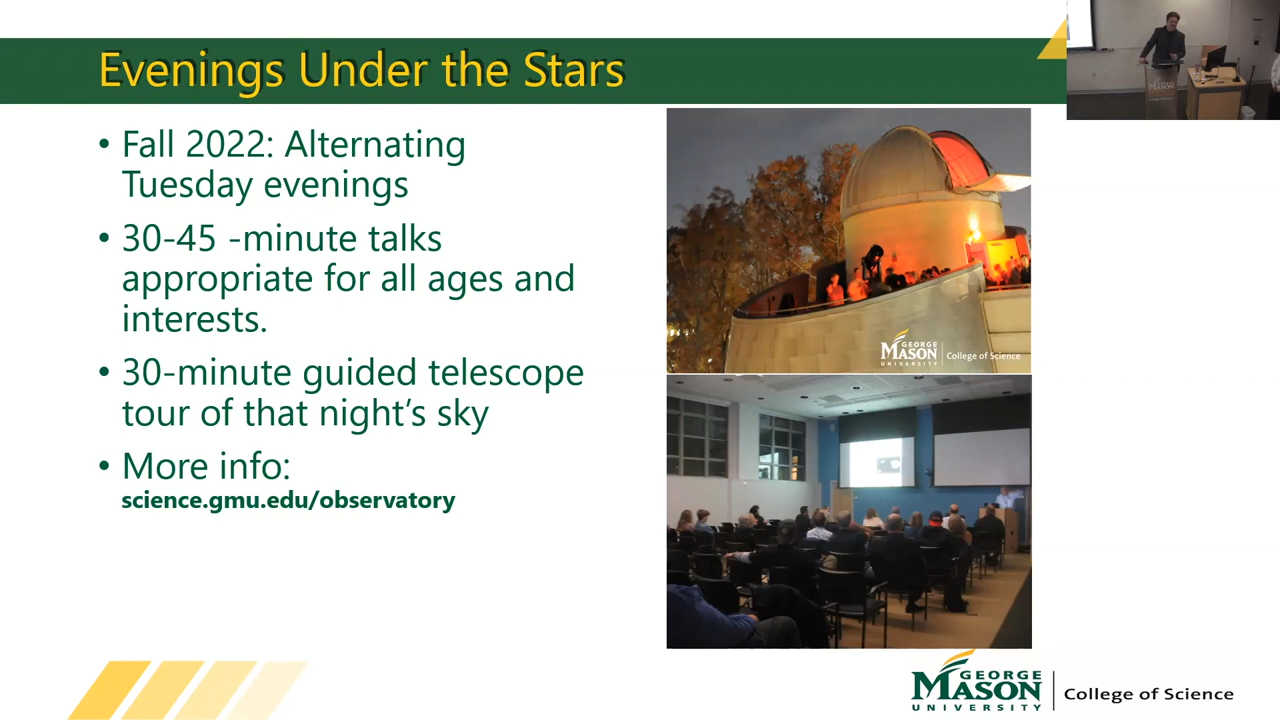 Evenings Under the Stars
• Fall 2022: Alternating
Tuesday evenings
• 30-45 -minute talks
appropriate for all ages and
interests.
• 30-minute guided telescope
tour of that night's sky
• More info:
science.gmu.edu/observatory
GEORGE
MASON
UNIVERSITY
College of Science
GEORGE
MASON
UNIVERSITY
College of Science
GEORGE
MASON